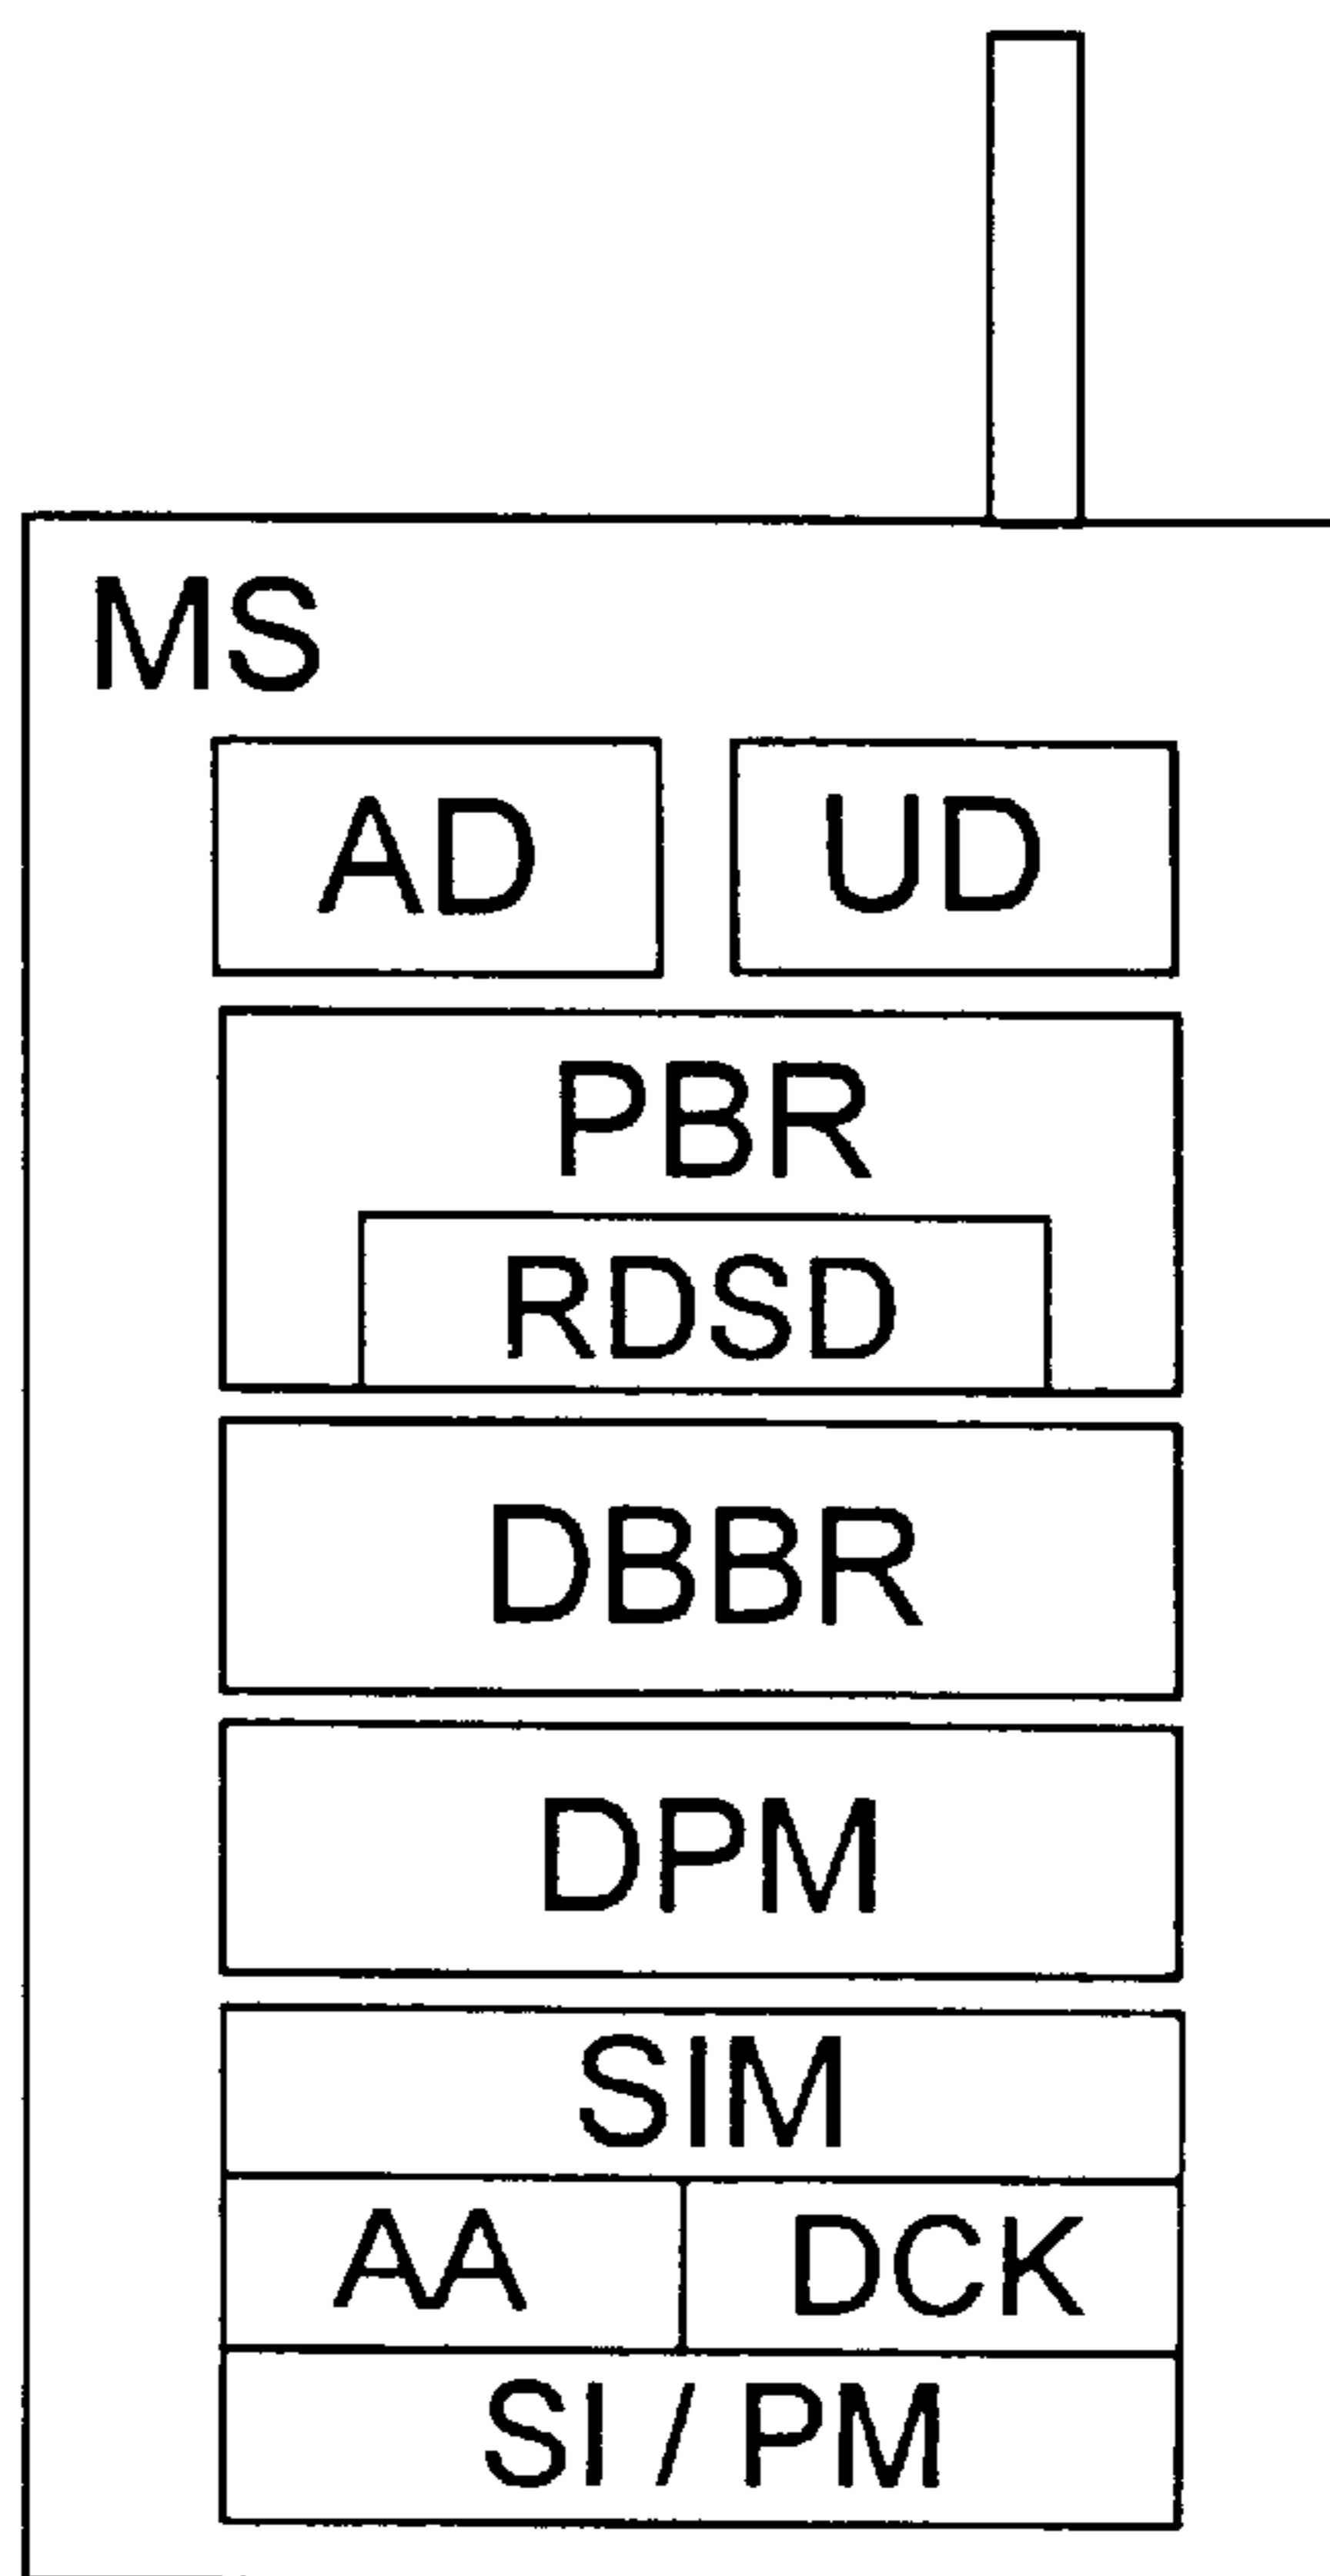 MS
AD UD
PBR
RDSD
DBBR
DPM
SIM
AA DCK
SI / PM